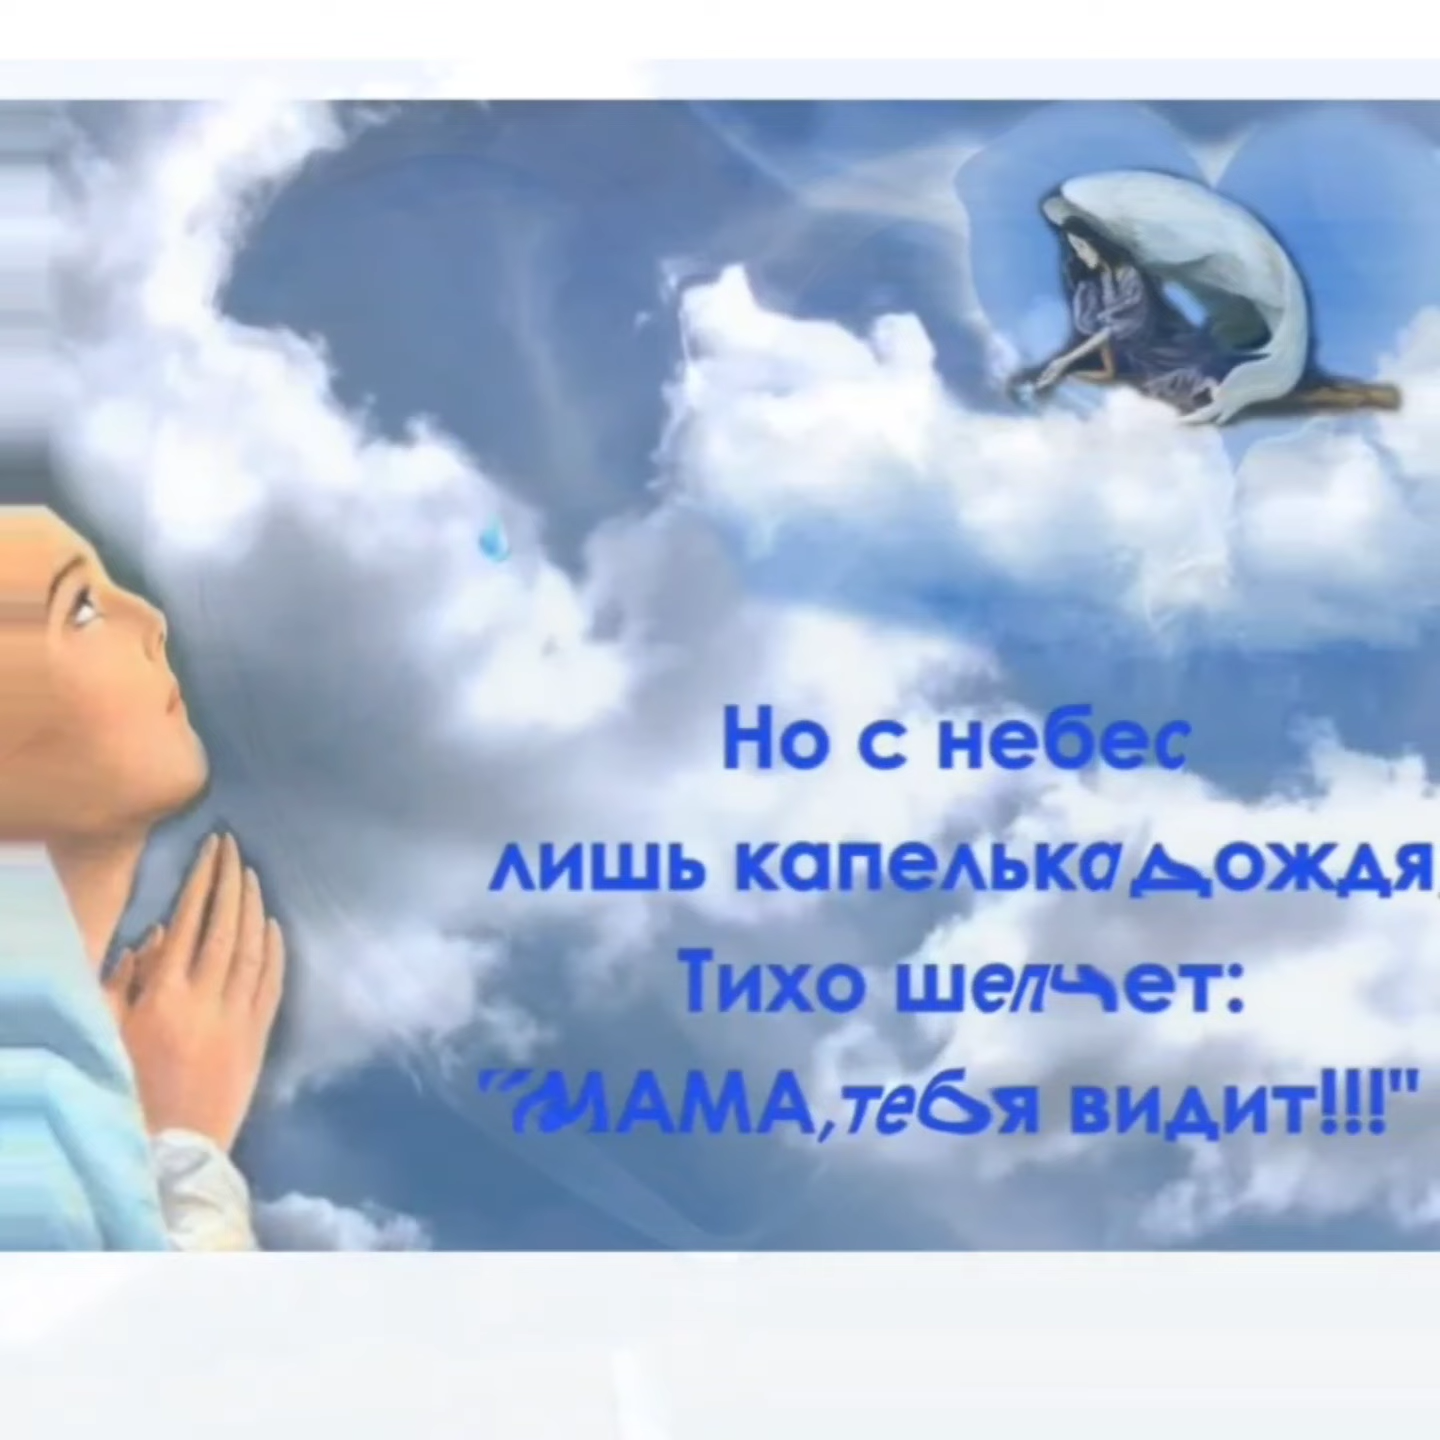 Но с небес
лишь капелька дождя,
Тихо шепчет:
"МАМА,тебя видит!!!"